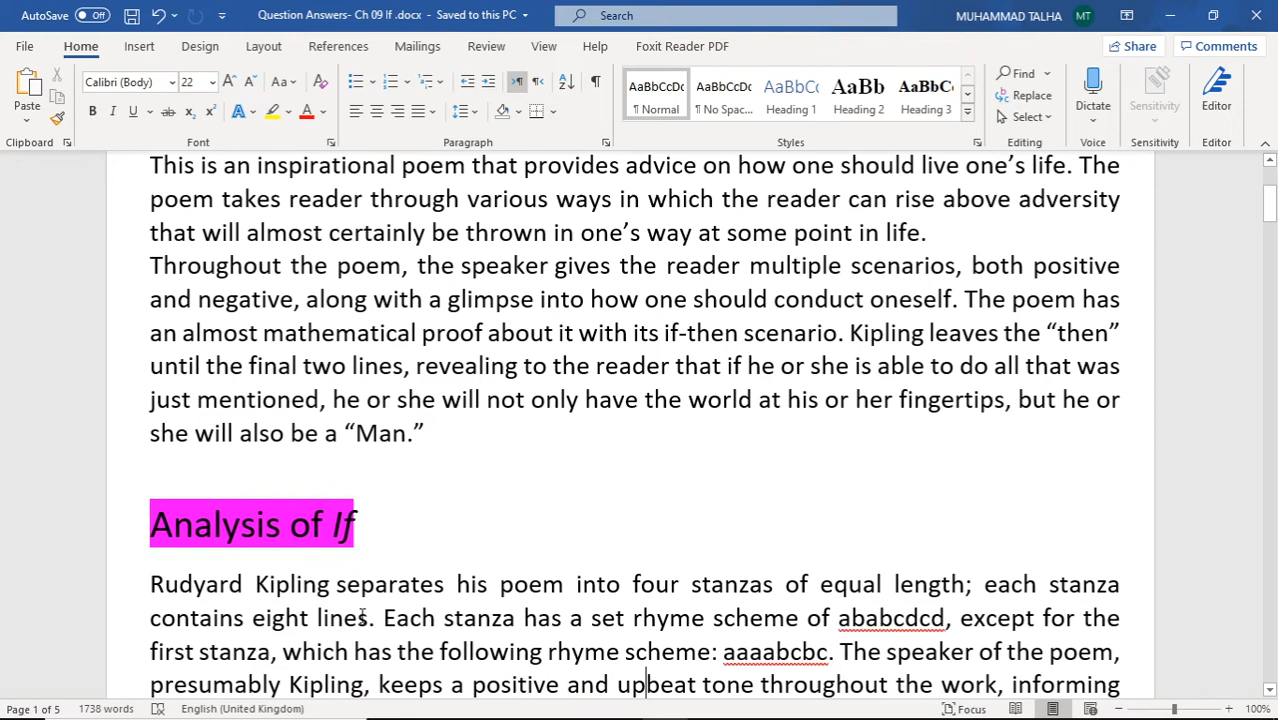 AutoSave Off Question Answers- Ch 09 If .docx - Saved to this PC Search MUHAMMAD TALHA MT
File Home Insert Design Layout References Mailings Review View Help Foxit Reader PDF Share Comments
Paste Calibri (Body) 22 AaBbCcDc AaBbCcDc AaBbCc AaBb AaBbCc Find Replace Select Dictate Sensitivity Editor
¶ Normal ¶ No Spac... Heading 1 Heading 2 Heading 3
Clipboard Font Paragraph Styles Editing Voice Sensitivity Editor
This is an inspirational poem that provides advice on how one should live one’s life. The
poem takes reader through various ways in which the reader can rise above adversity
that will almost certainly be thrown in one’s way at some point in life.
Throughout the poem, the speaker gives the reader multiple scenarios, both positive
and negative, along with a glimpse into how one should conduct oneself. The poem has
an almost mathematical proof about it with its if-then scenario. Kipling leaves the “then”
until the final two lines, revealing to the reader that if he or she is able to do all that was
just mentioned, he or she will not only have the world at his or her fingertips, but he or
she will also be a “Man.”
Analysis of If
Rudyard Kipling separates his poem into four stanzas of equal length; each stanza
contains eight lines. Each stanza has a set rhyme scheme of ababcdcd, except for the
first stanza, which has the following rhyme scheme: aaaabcbc. The speaker of the poem,
presumably Kipling, keeps a positive and upbeat tone throughout the work, informing
Page 1 of 5 1738 words English (United Kingdom) Focus 100%